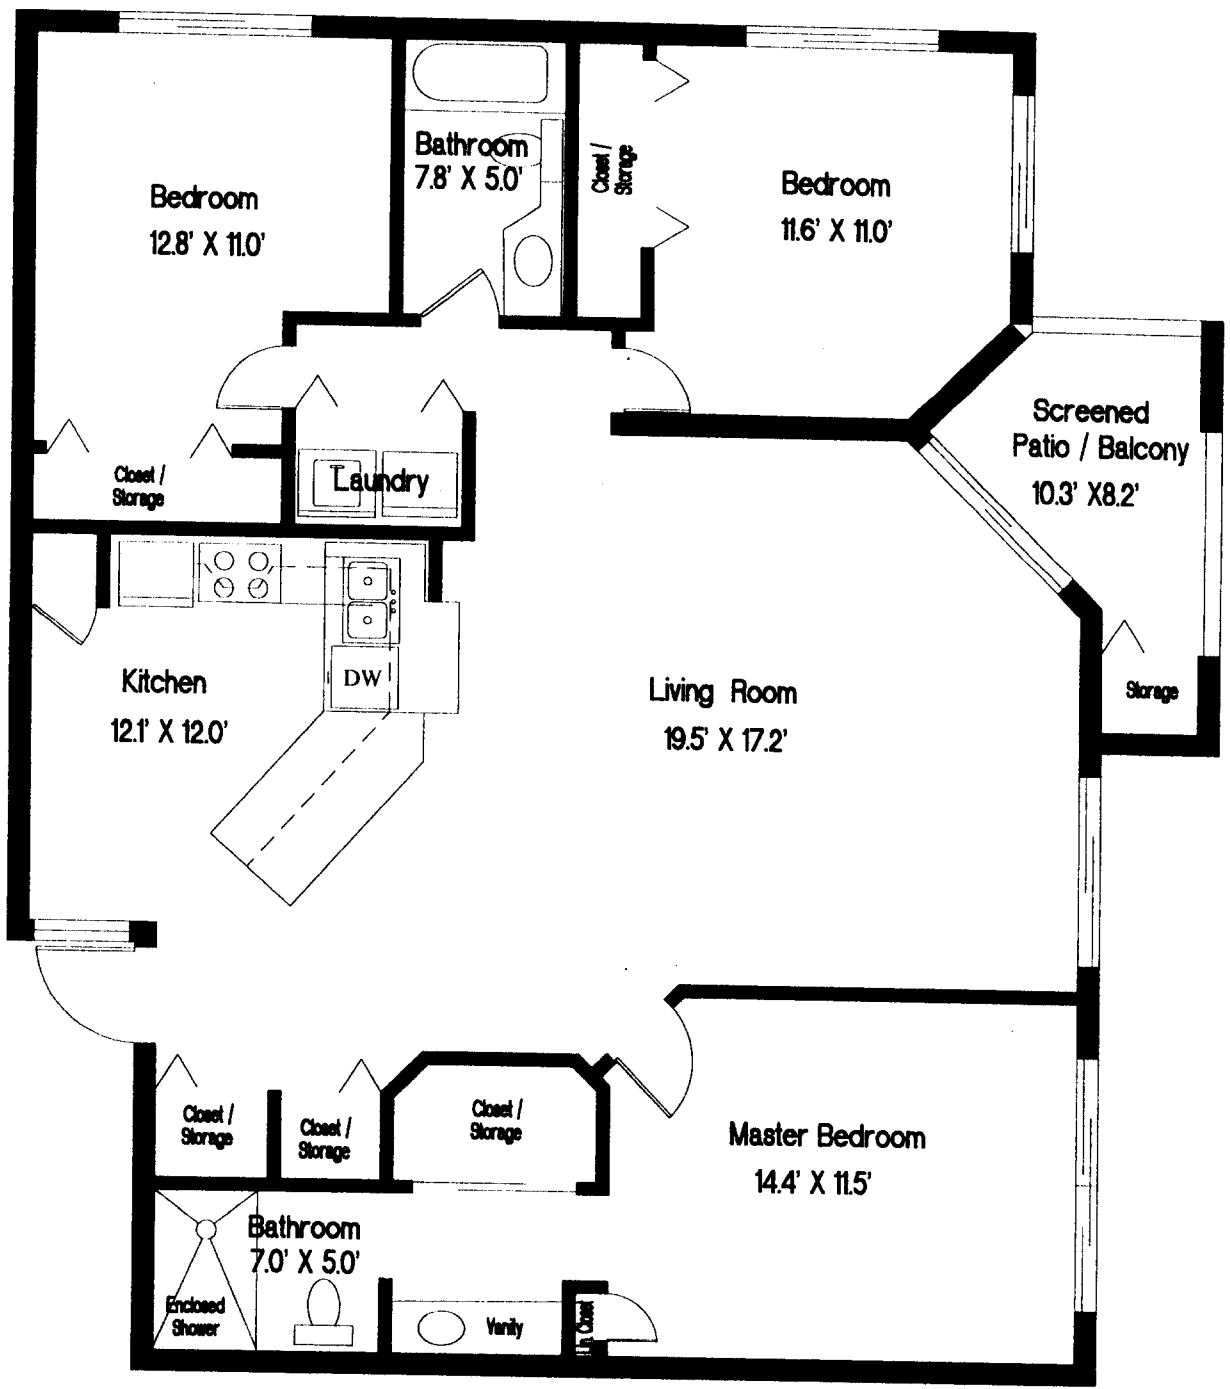 Bathroom
7.8' X 5.0'
Closet /
Storage
Bedroom
11.6' X 11.0'
Bedroom
12.8' X 11.0'
Screened
Patio / Balcony
10.3' X8.2'
Closet /
Storage
Laundry
Kitchen
12.1' X 12.0'
DW
Living Room
19.5' X 17.2'
Storage
Closet /
Storage
Closet /
Storage
Closet /
Storage
Master Bedroom
14.4' X 11.5'
Bathroom
7.0' X 5.0'
Enclosed
Shower
Vanity
Lin Closet